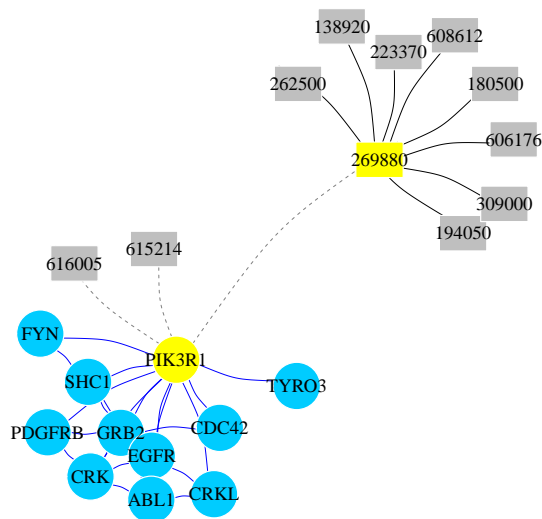 138920
608612
223370
262500
180500
606176
269880
309000
194050
615214
616005
FYN
PIK3R1
SHC1
TYRO3
PDGFRB
GRB2
CDC42
EGFR
CRK
ABL1
CRKL